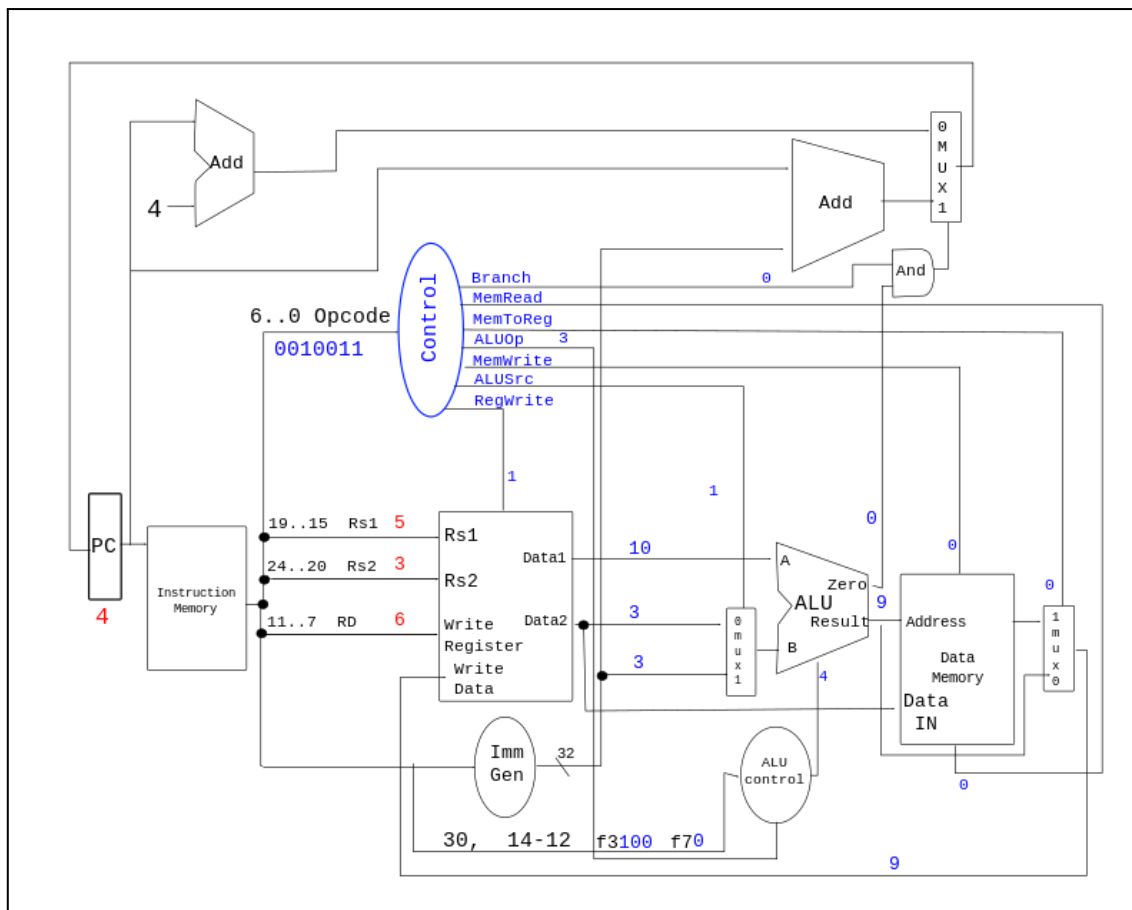 0
M
U
X
1
Add
4
Add
And
Branch 0
MemRead
MemToReg
ALUOp 3
MemWrite
ALUSrc
RegWrite
Control
6..0 Opcode
0010011
1
1
0
0
0
PC
4
Instruction
Memory
19..15 Rs1 5
24..20 Rs2 3
11..7 RD 6
Rs1
Rs2
Write
Register
Write
Data
Data1
Data2
10
3
3
0
m
u
x
1
A
B
ALU
Zero
Result
9
4
Address
Data
Memory
Data
IN
1
m
u
x
0
Imm
Gen
32
ALU
control
0
30, 14-12 f3100 f70
9